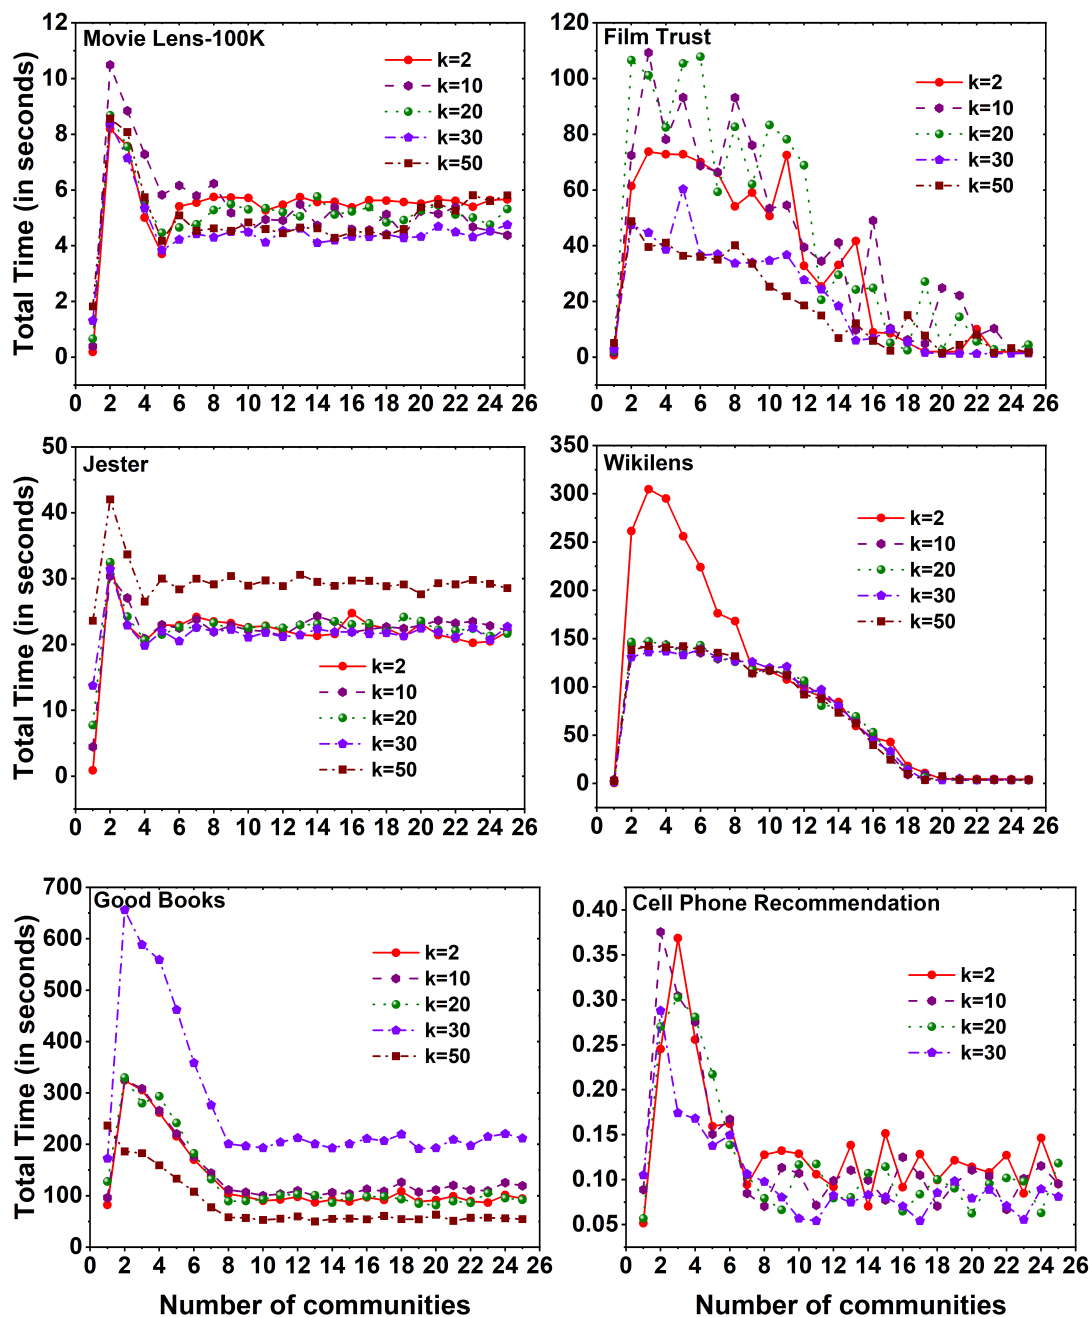 Movie Lens-100K
Total Time (in seconds)
12
10
8
6
4
2
0
k=2
k=10
k=20
k=30
k=50
0 2 4 6 8 10 12 14 16 18 20 22 24 26
Film Trust
120
100
80
60
40
20
0
k=2
k=10
k=20
k=30
k=50
0 2 4 6 8 10 12 14 16 18 20 22 24 26
Jester
Total Time (in seconds)
50
40
30
20
10
0
k=2
k=10
k=20
k=30
k=50
0 2 4 6 8 10 12 14 16 18 20 22 24 26
Wikilens
350
300
250
200
150
100
50
0
k=2
k=10
k=20
k=30
k=50
0 2 4 6 8 10 12 14 16 18 20 22 24 26
Good Books
Total Time (in seconds)
700
600
500
400
300
200
100
0
k=2
k=10
k=20
k=30
k=50
0 2 4 6 8 10 12 14 16 18 20 22 24 26
Number of communities
Cell Phone Recommendation
0.40
0.35
0.30
0.25
0.20
0.15
0.10
0.05
k=2
k=10
k=20
k=30
0 2 4 6 8 10 12 14 16 18 20 22 24 26
Number of communities